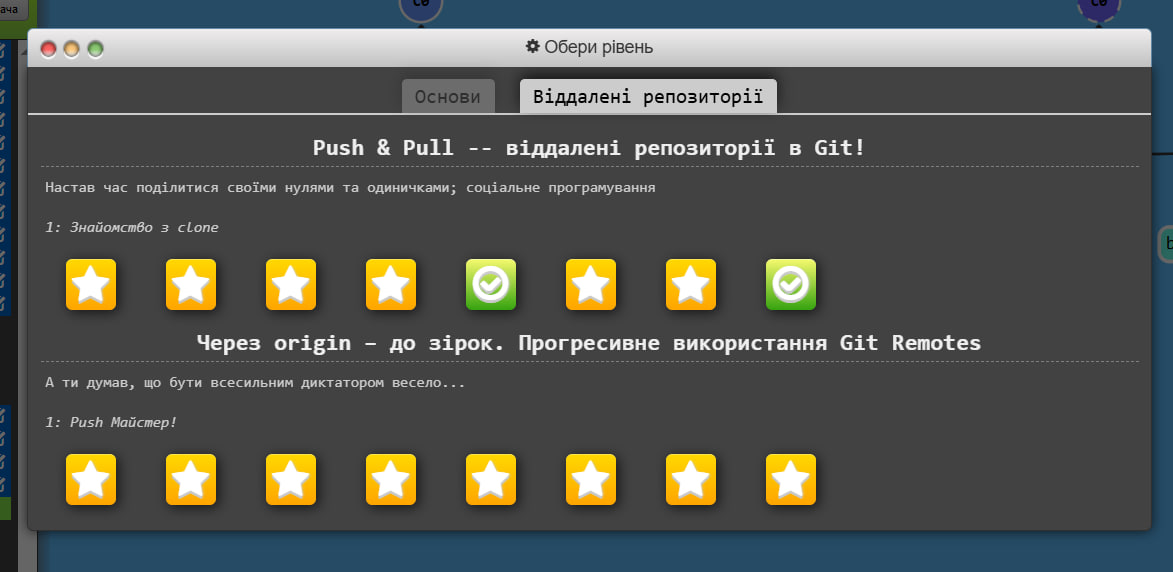 ача
C0
C0
Обери рівень
Основи
Віддалені репозиторії
Push & Pull -- віддалені репозиторії в Git!
Настав час поділитися своїми нулями та одиничками; соціальне програмування
1: Знайомство з clone
Через origin – до зірок. Прогресивне використання Git Remotes
А ти думав, що бути всесильним диктатором весело...
1: Push Майстер!